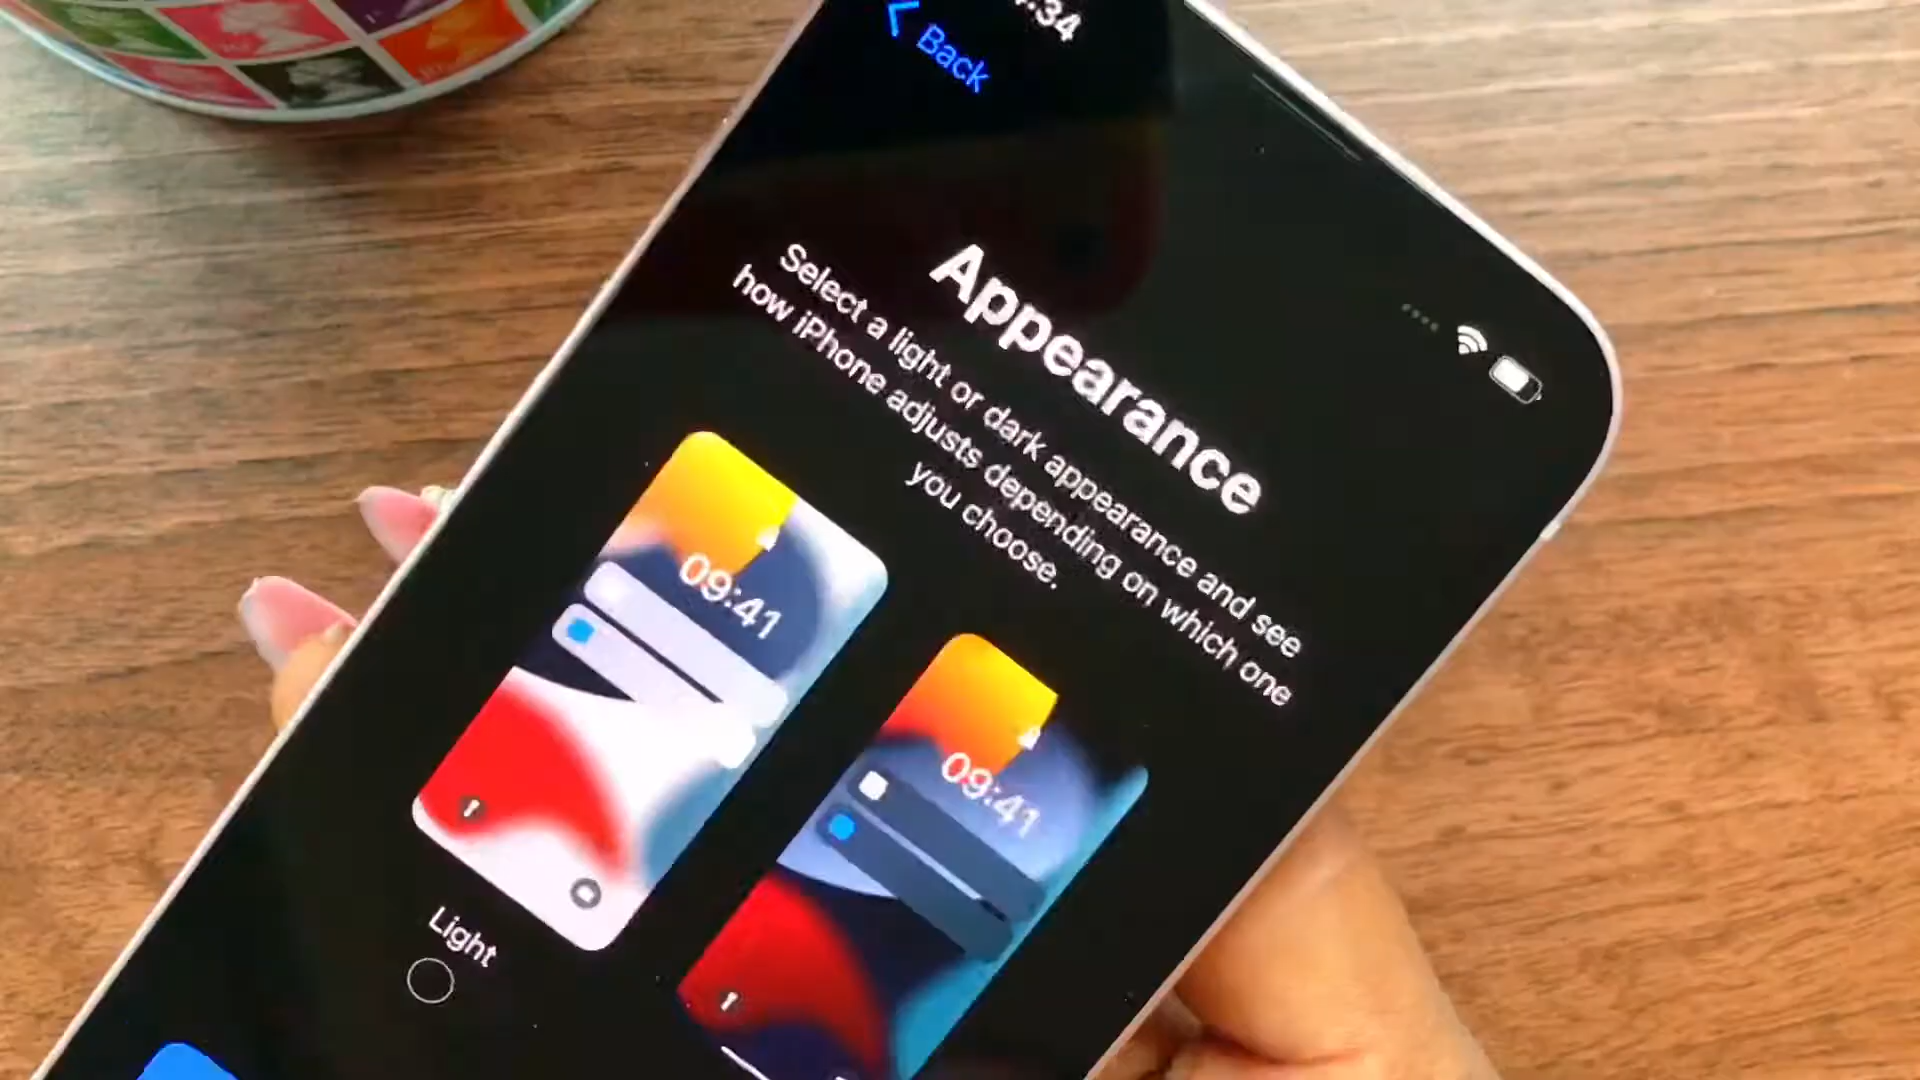 Back
Appearance
Select a light or dark appearance and see
how iPhone adjusts depending on which one
you choose.
09:41
09:41
Light